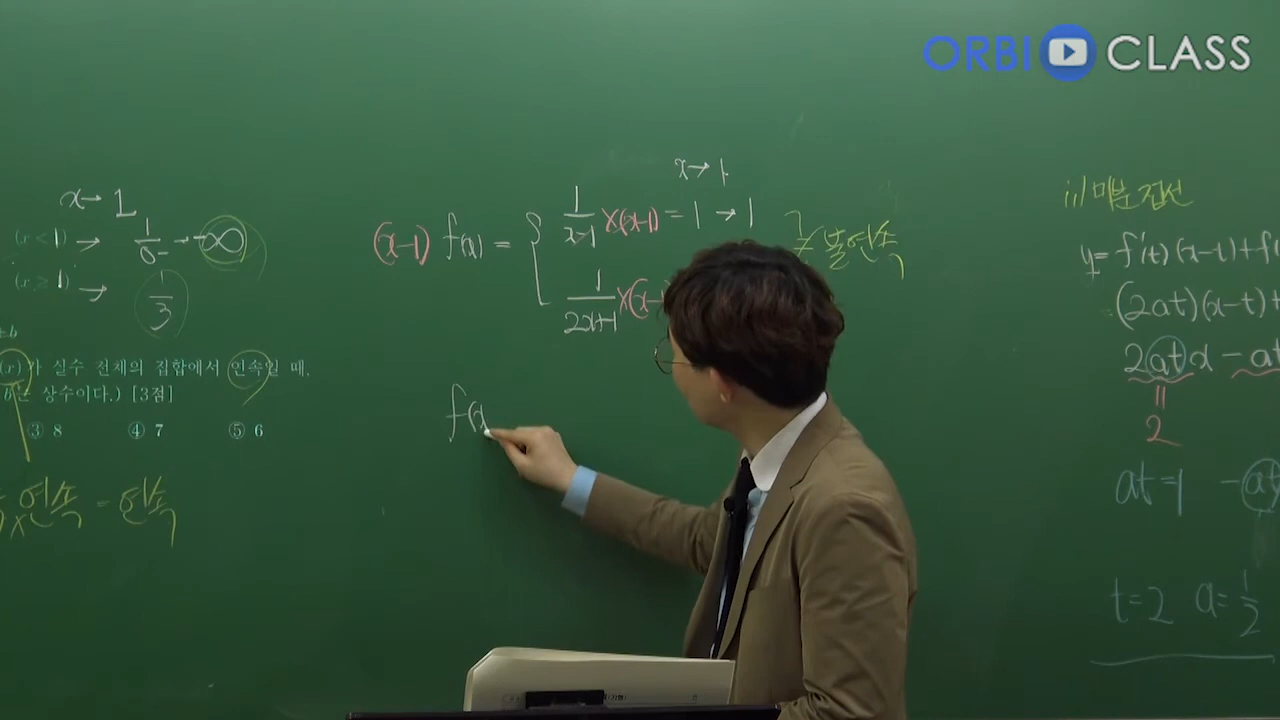 ORBI CLASS
x → 1
(x < 1) → 1/0- → -∞
(x ≥ 1) → 1/3
(x)가 실수 전체의 집합에서 연속일 때,
b는 상수이다.) [3점]
③ 8 ④ 7 ⑤ 6
연속 = 연속
x → 1
(x-1) f(x) = { 1/(x-1) ×(x-1) = 1 → 1
1/(2x+1) ×(x-
≠ 불연속
f(x
ii) 미분 접선
y = f'(t)(x-t)+f(
(2at)(x-t)+
2at x - at
||
2
at=1 -at
t=2 a=1/2